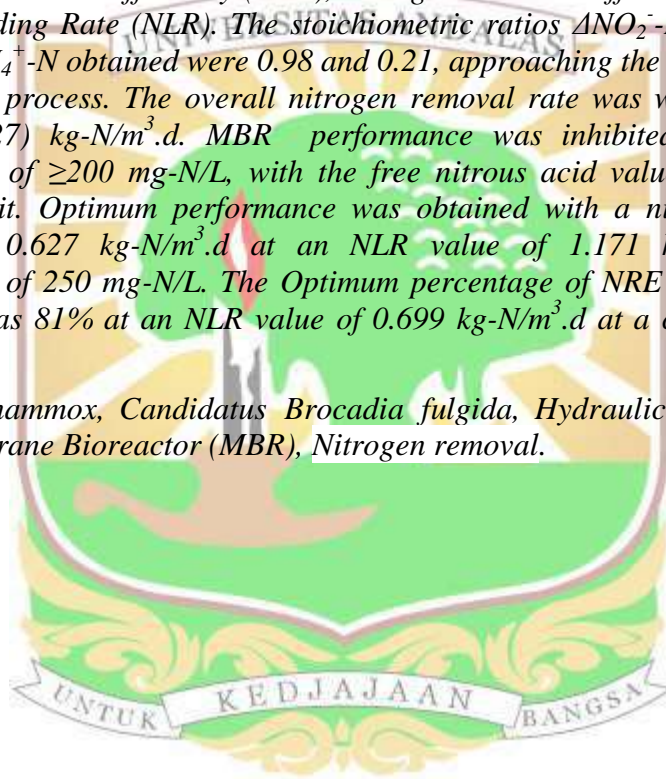 UNIVERSITAS ANDALAS
ding Rate (NLR). The stoichiometric ratios ΔNO₂⁻-
₄⁺-N obtained were 0.98 and 0.21, approaching the
process. The overall nitrogen removal rate was w
27) kg-N/m³.d. MBR performance was inhibited
of ≥200 mg-N/L, with the free nitrous acid valu
it. Optimum performance was obtained with a ni
0.627 kg-N/m³.d at an NLR value of 1.171 k
of 250 mg-N/L. The Optimum percentage of NRE
as 81% at an NLR value of 0.699 kg-N/m³.d at a c
nammox, Candidatus Brocadia fulgida, Hydraulic
rane Bioreactor (MBR), Nitrogen removal.
UNTUK KEDJAJAAN BANGSA